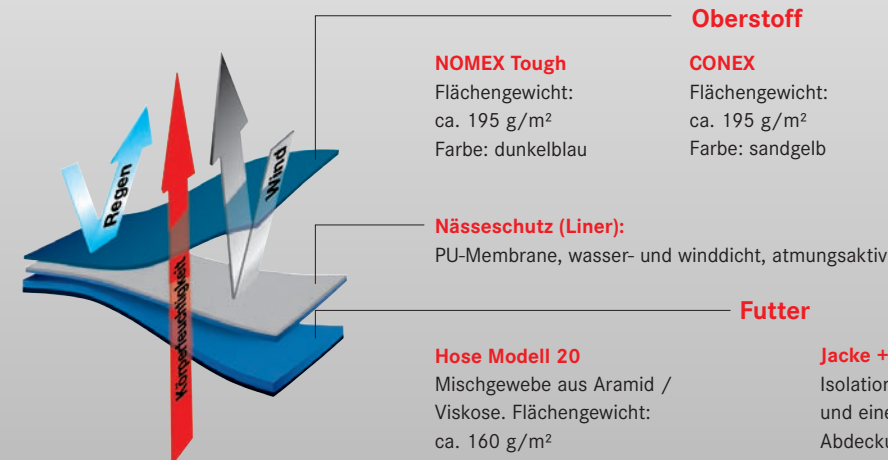 Oberstoff
NOMEX Tough
Flächengewicht:
ca. 195 g/m²
Farbe: dunkelblau
CONEX
Flächengewicht:
ca. 195 g/m²
Farbe: sandgelb
Regen
Körperfeuchtigkeit
Wind
Nässeschutz (Liner):
PU-Membrane, wasser- und winddicht, atmungsaktiv
Futter
Hose Modell 20
Mischgewebe aus Aramid /
Viskose. Flächengewicht:
ca. 160 g/m²
Jacke +
Isolation
und eine